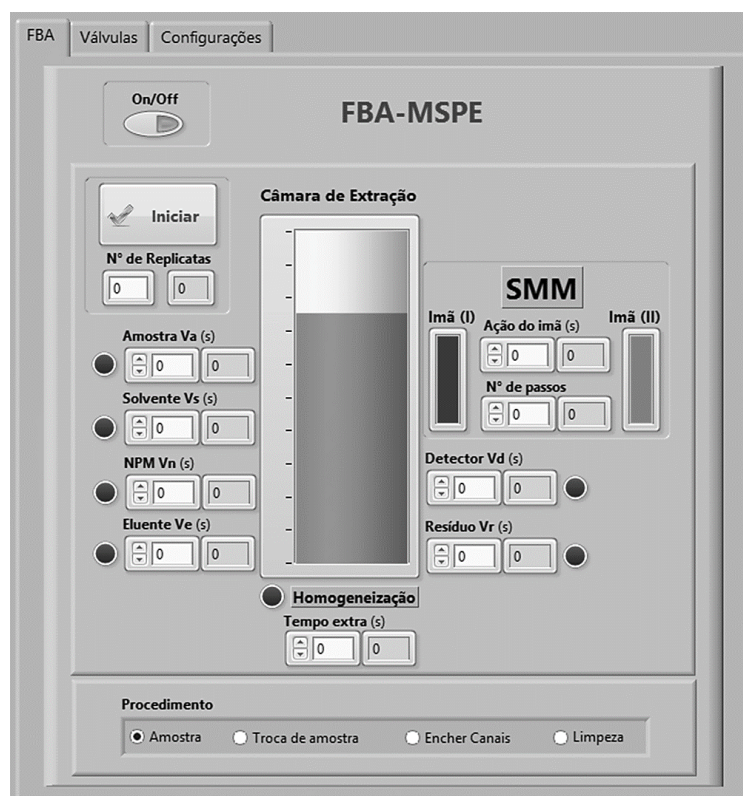 FBA Válvulas Configurações
On/Off
FBA-MSPE
Iniciar
N° de Replicatas
0 0
Câmara de Extração
Amostra Va (s)
0 0
Solvente Vs (s)
0 0
NPM Vn (s)
0 0
Eluente Ve (s)
0 0
SMM
Imã (I)
Ação do imã (s)
0 0
N° de passos
0 0
Imã (II)
Detector Vd (s)
0 0
Resíduo Vr (s)
0 0
Homogeneização
Tempo extra (s)
0 0
Procedimento
Amostra Troca de amostra Encher Canais Limpeza